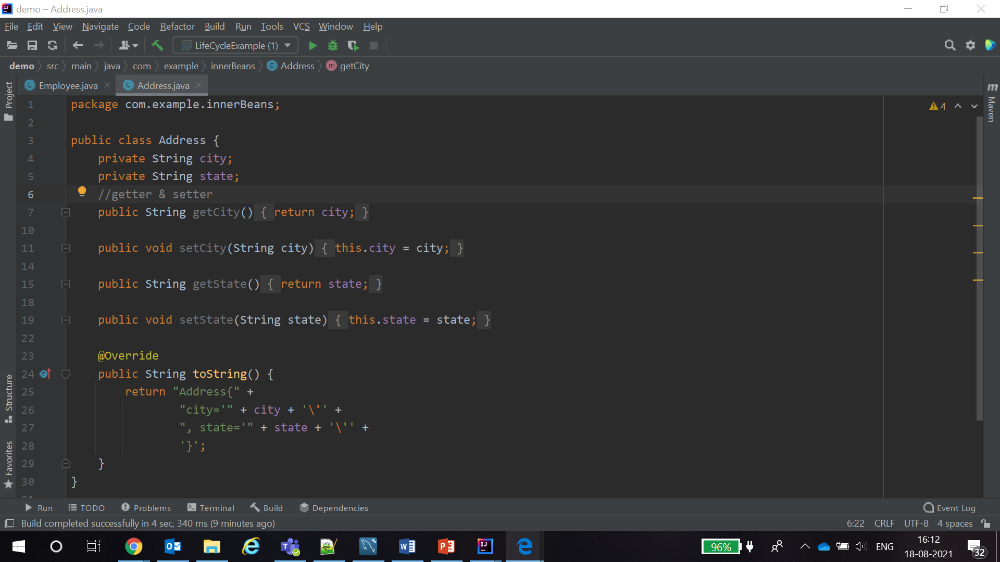 demo – Address.java
File Edit View Navigate Code Refactor Build Run Tools VCS Window Help
LifeCycleExample (1)
demo src main java com example innerBeans Address getCity
Employee.java Address.java
Project
Maven
4
1 package com.example.innerBeans;
2
3 public class Address {
4 private String city;
5 private String state;
6 //getter & setter
7 public String getCity() { return city; }
10
11 public void setCity(String city) { this.city = city; }
14
15 public String getState() { return state; }
18
19 public void setState(String state) { this.state = state; }
22
23 @Override
24 public String toString() {
25 return "Address{" +
26 "city='" + city + '\'' +
27 ", state='" + state + '\'' +
28 '}';
29 }
30 }
Structure
Favorites
Run TODO Problems Terminal Build Dependencies Event Log
Build completed successfully in 4 sec, 340 ms (9 minutes ago) 6:22 CRLF UTF-8 4 spaces
96% ENG 16:12
18-08-2021 32